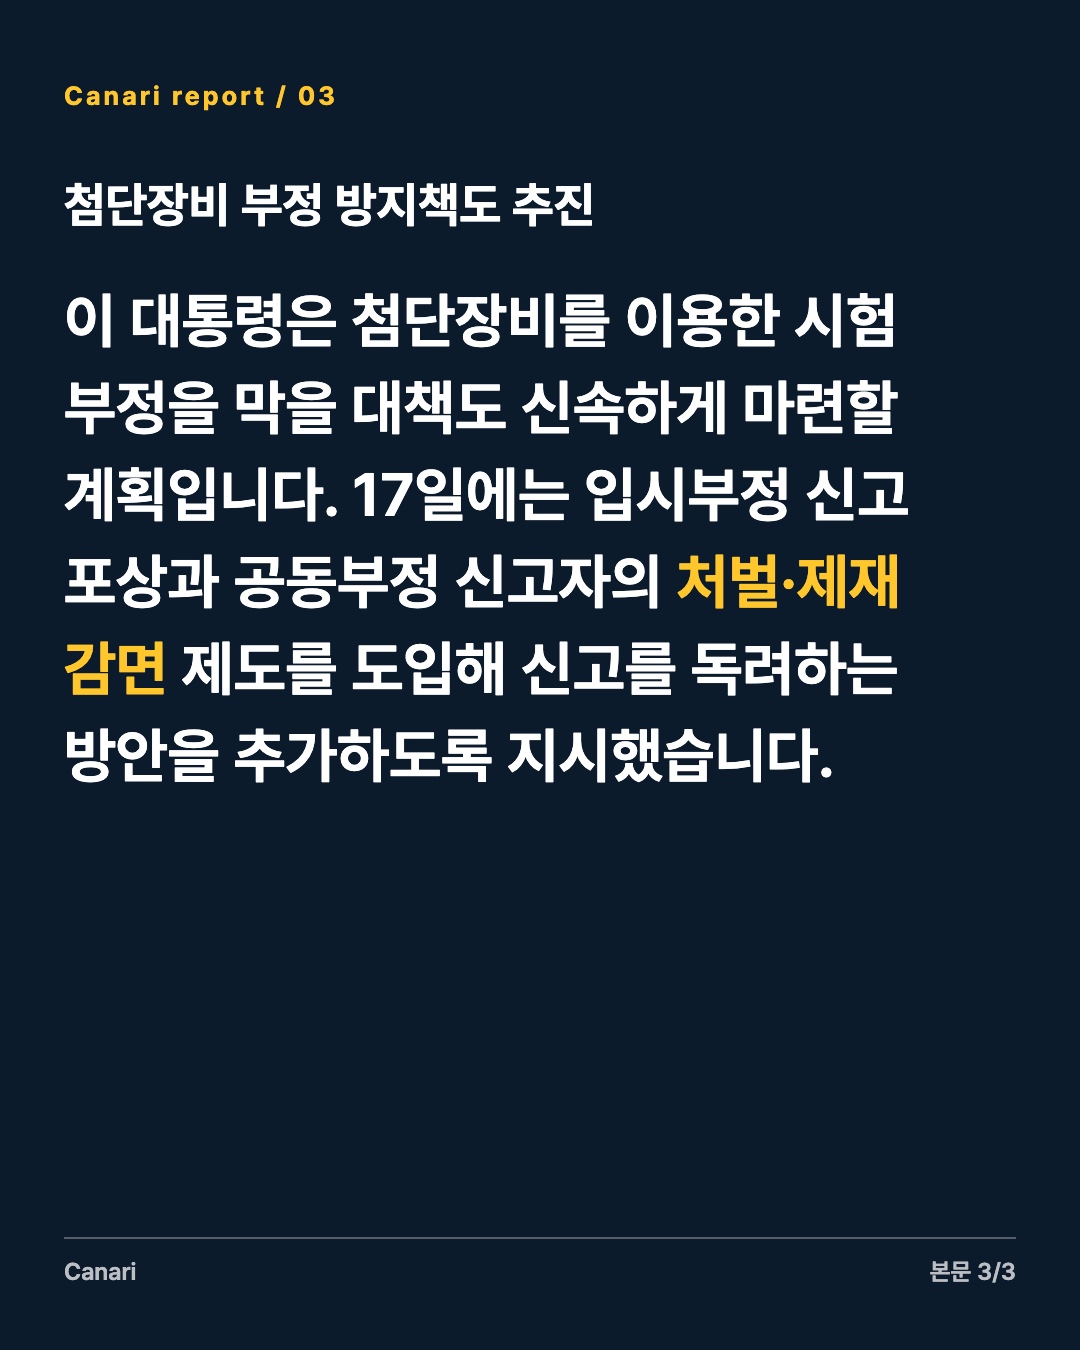 Canari report / 03
첨단장비 부정 방지책도 추진
이 대통령은 첨단장비를 이용한 시험
부정을 막을 대책도 신속하게 마련할
계획입니다. 17일에는 입시부정 신고
포상과 공동부정 신고자의 처벌·제재
감면 제도를 도입해 신고를 독려하는
방안을 추가하도록 지시했습니다.
Canari
본문 3/3